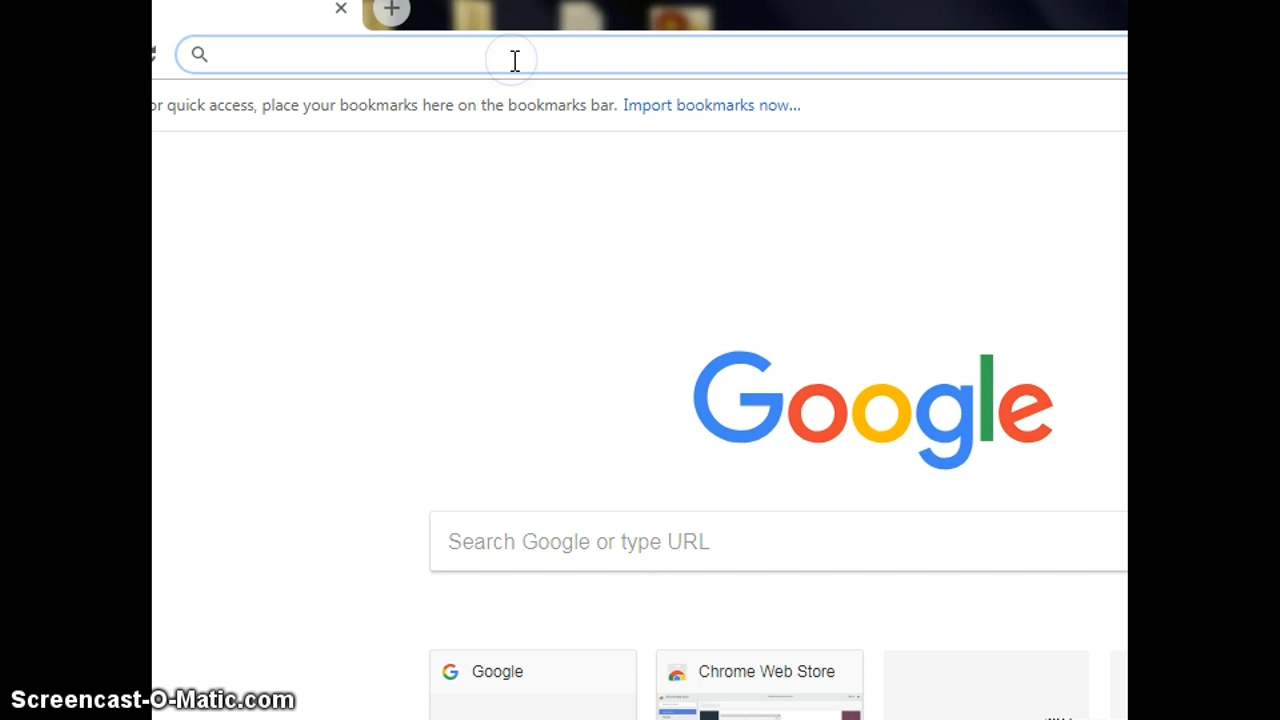 or quick access, place your bookmarks here on the bookmarks bar. Import bookmarks now...
Google
Search Google or type URL
Google
Chrome Web Store
Screencast-O-Matic.com